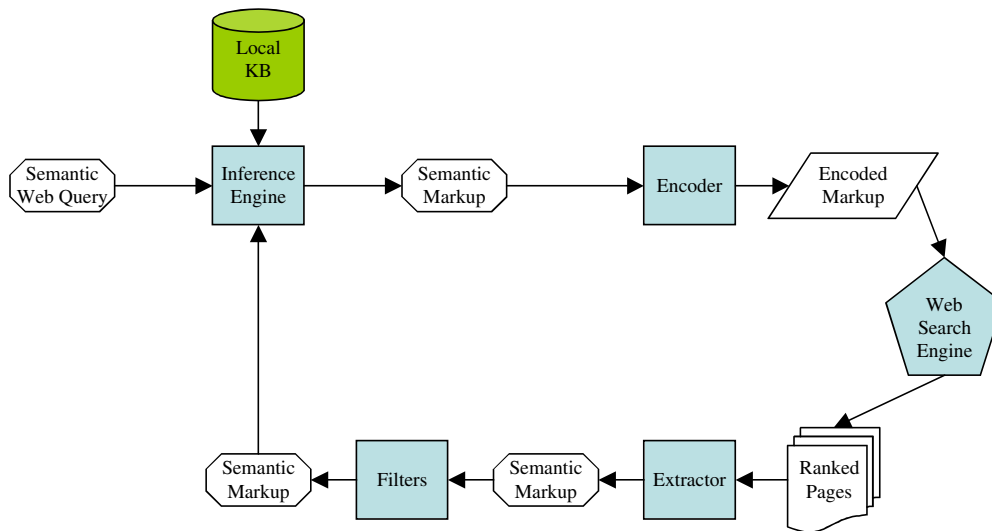 Local
KB
Semantic
Web Query
Inference
Engine
Semantic
Markup
Encoder
Encoded
Markup
Web
Search
Engine
Semantic
Markup
Filters
Semantic
Markup
Extractor
Ranked
Pages